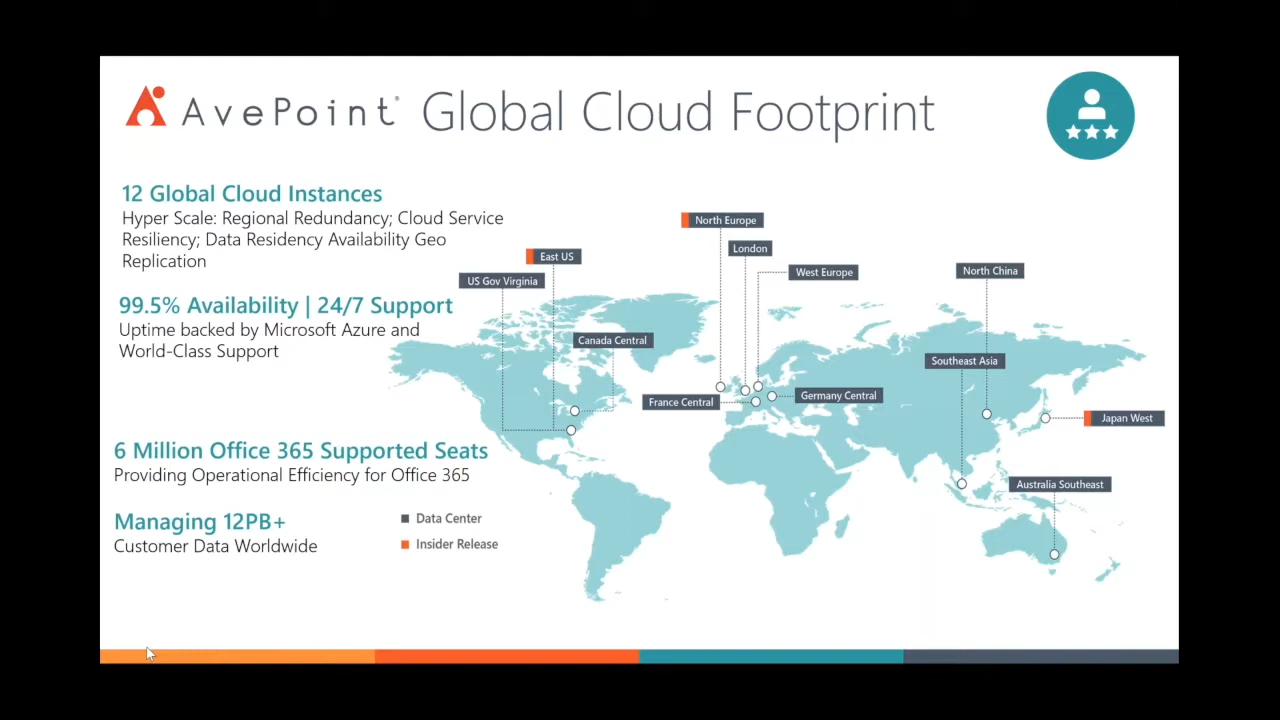 AvePoint® Global Cloud Footprint
12 Global Cloud Instances
Hyper Scale: Regional Redundancy; Cloud Service
Resiliency; Data Residency Availability Geo
Replication
99.5% Availability | 24/7 Support
Uptime backed by Microsoft Azure and
World-Class Support
6 Million Office 365 Supported Seats
Providing Operational Efficiency for Office 365
Managing 12PB+
Customer Data Worldwide
Data Center
Insider Release
North Europe
London
East US
West Europe
North China
US Gov Virginia
Canada Central
Southeast Asia
France Central
Germany Central
Japan West
Australia Southeast